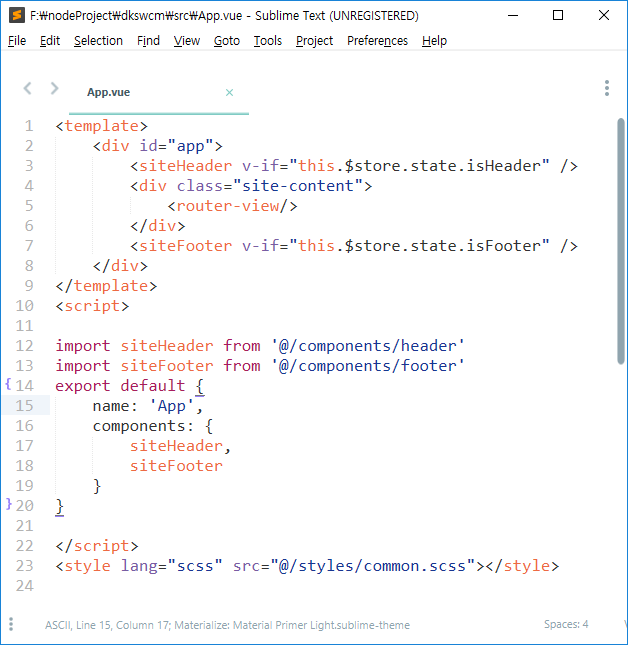 F:₩nodeProject₩dkswcm₩src₩App.vue - Sublime Text (UNREGISTERED)
File Edit Selection Find View Goto Tools Project Preferences Help
App.vue
1 <template>
2     <div id="app">
3         <siteHeader v-if="this.$store.state.isHeader" />
4         <div class="site-content">
5             <router-view/>
6         </div>
7         <siteFooter v-if="this.$store.state.isFooter" />
8     </div>
9 </template>
10 <script>
11
12 import siteHeader from '@/components/header'
13 import siteFooter from '@/components/footer'
14 export default {
15     name: 'App',
16     components: {
17         siteHeader,
18         siteFooter
19     }
20 }
21
22 </script>
23 <style lang="scss" src="@/styles/common.scss"></style>
24
ASCII, Line 15, Column 17; Materialize: Material Primer Light.sublime-theme Spaces: 4